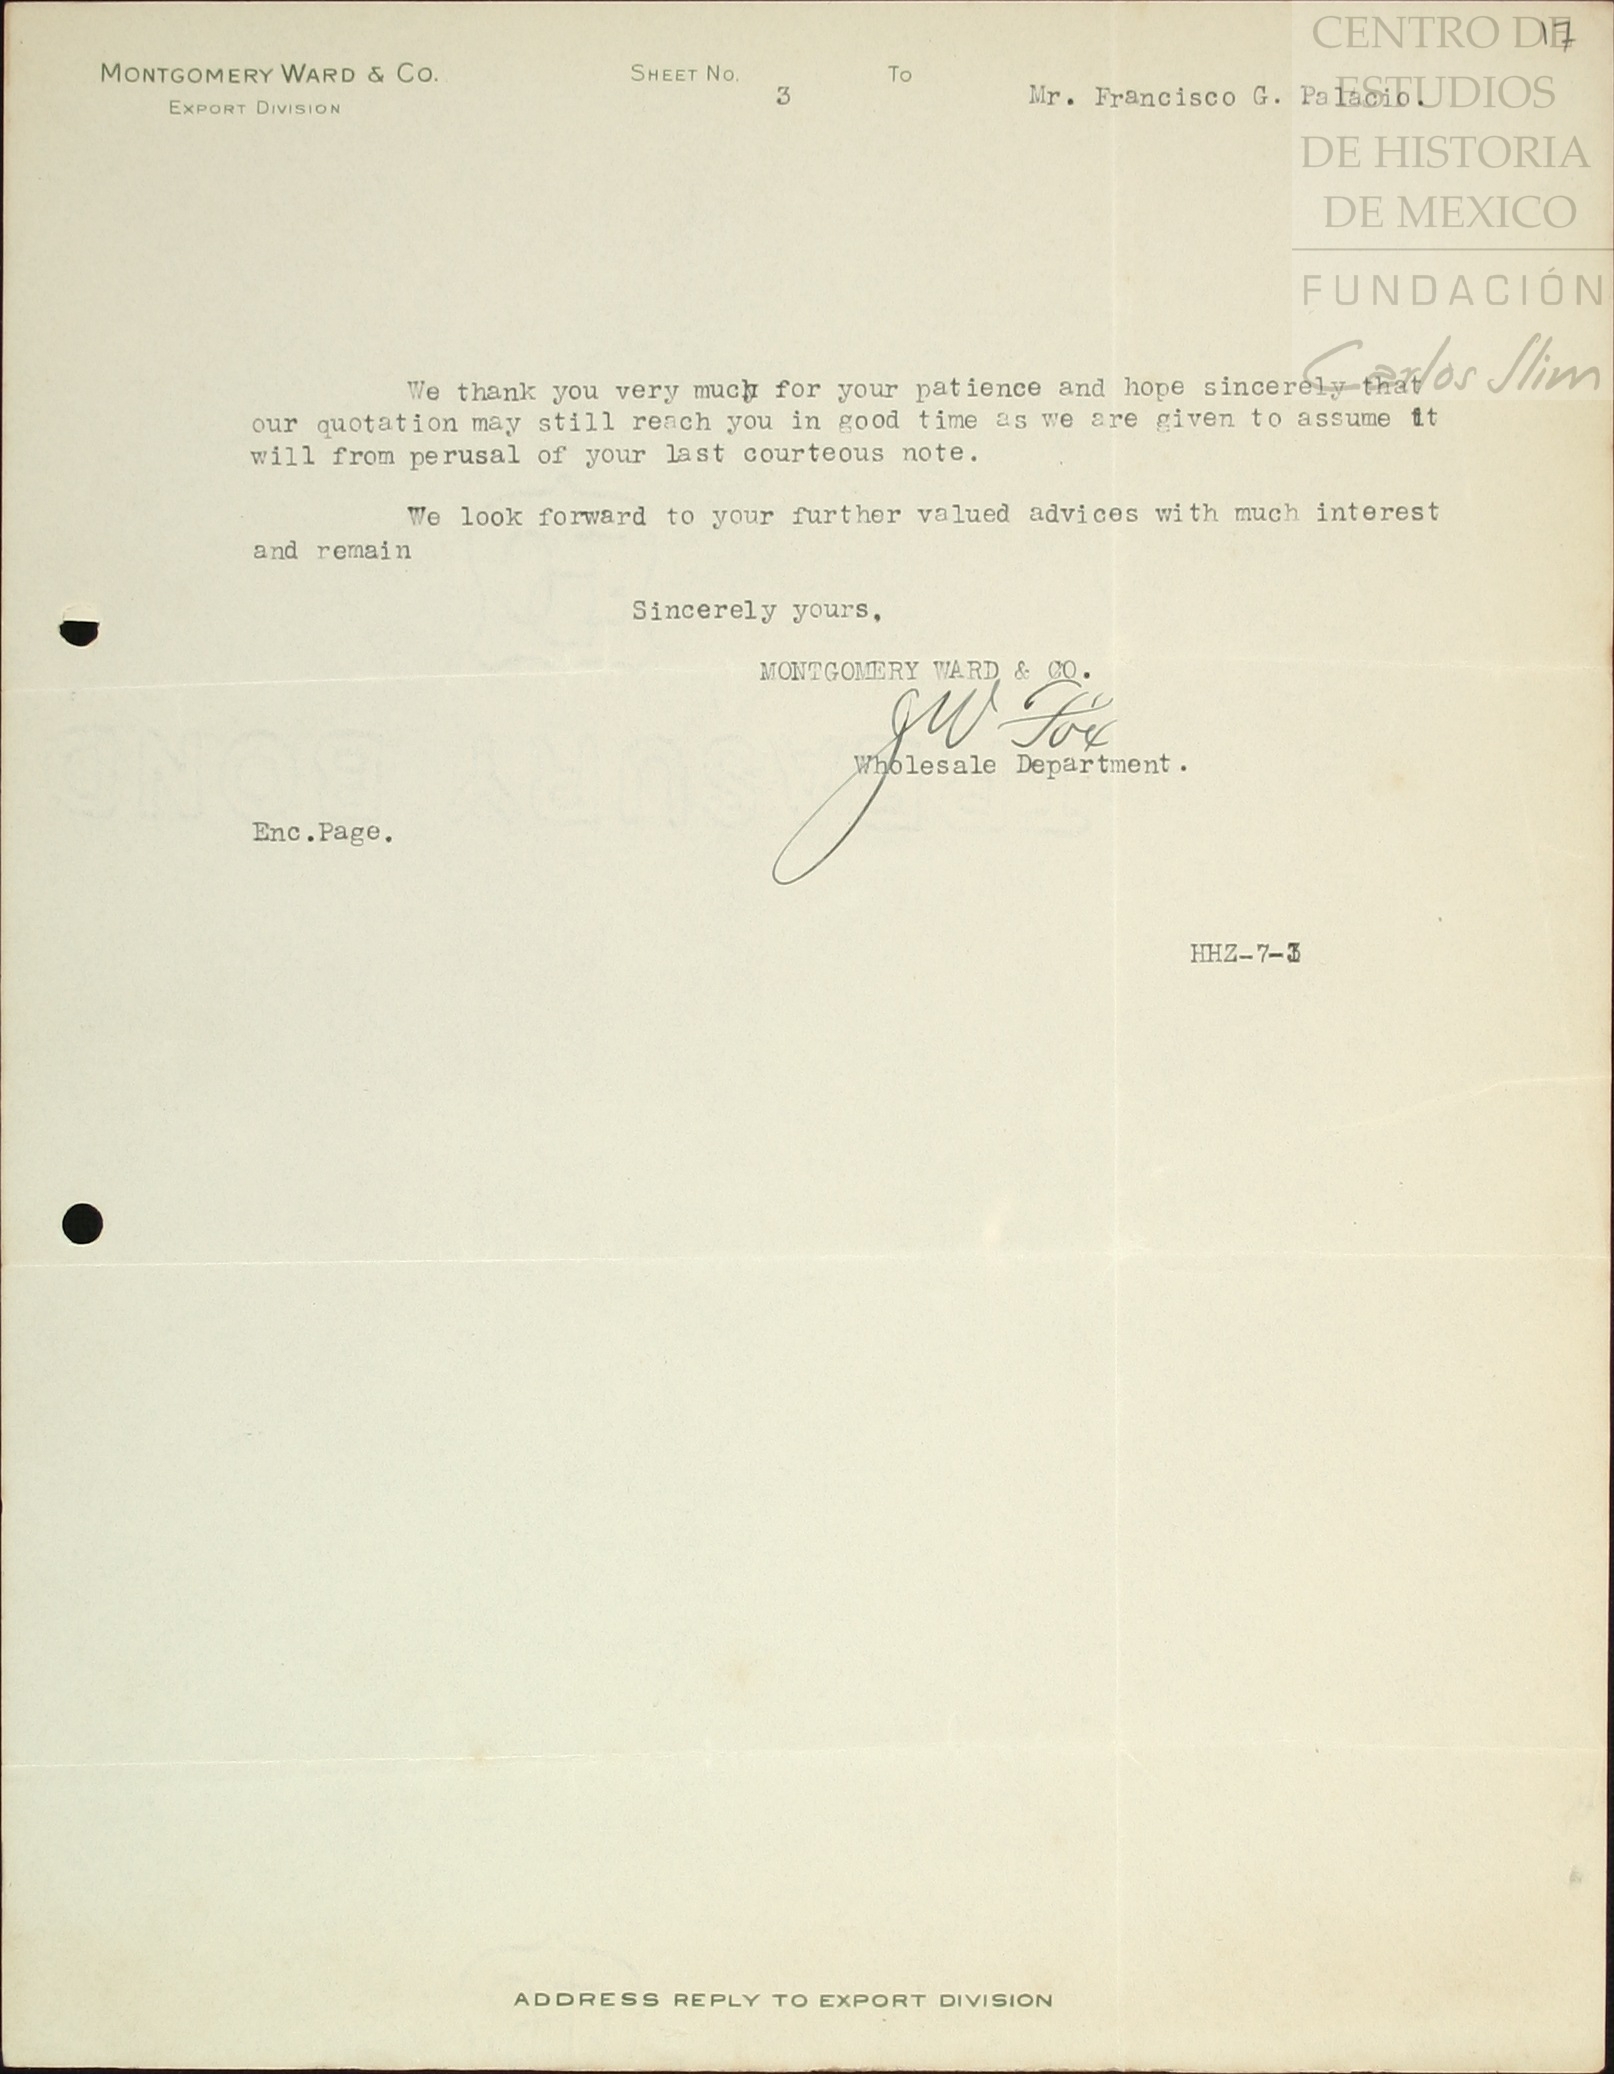 17
MONTGOMERY WARD & CO.
EXPORT DIVISION
SHEET NO.
3
TO
Mr. Francisco G. Palacio.
CENTRO DE
ESTUDIOS
DE HISTORIA
DE MEXICO
FUNDACIÓN
Carlos Slim
We thank you very much for your patience and hope sincerely that
our quotation may still reach you in good time as we are given to assume it
will from perusal of your last courteous note.
We look forward to your further valued advices with much interest
and remain
Sincerely yours,
MONTGOMERY WARD & CO.
JW Fox
Wholesale Department.
Enc.Page.
HHZ-7-3
ADDRESS REPLY TO EXPORT DIVISION